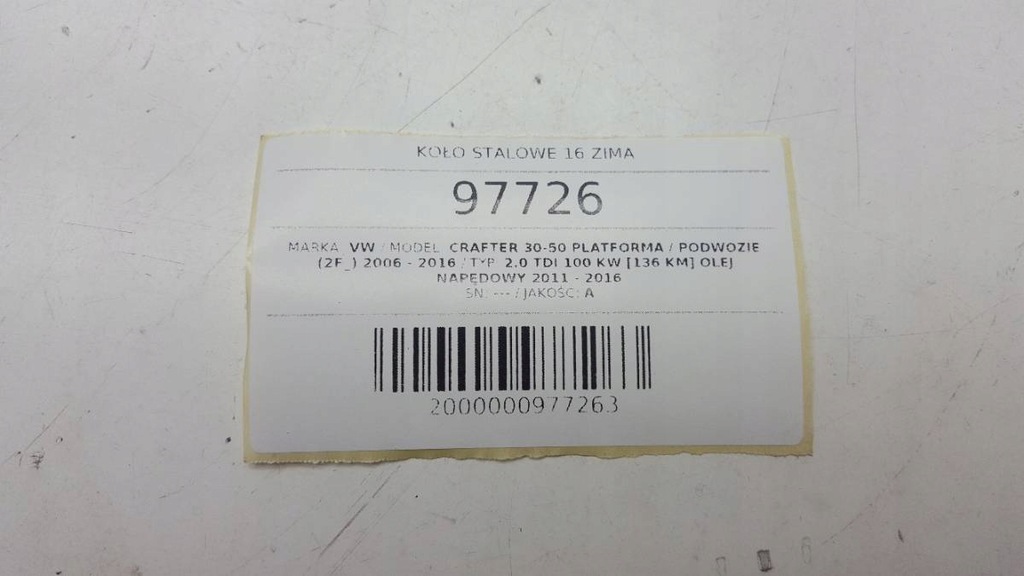 KOŁO STALOWE 16 ZIMA
97726
MARKA: VW / MODEL: CRAFTER 30-50 PLATFORMA / PODWOZIE
(2F_) 2006 - 2016 / TYP: 2.0 TDI 100 KW [136 KM] OLEJ
NAPĘDOWY 2011 - 2016
SN: --- / JAKOŚĆ: A
2000000977263